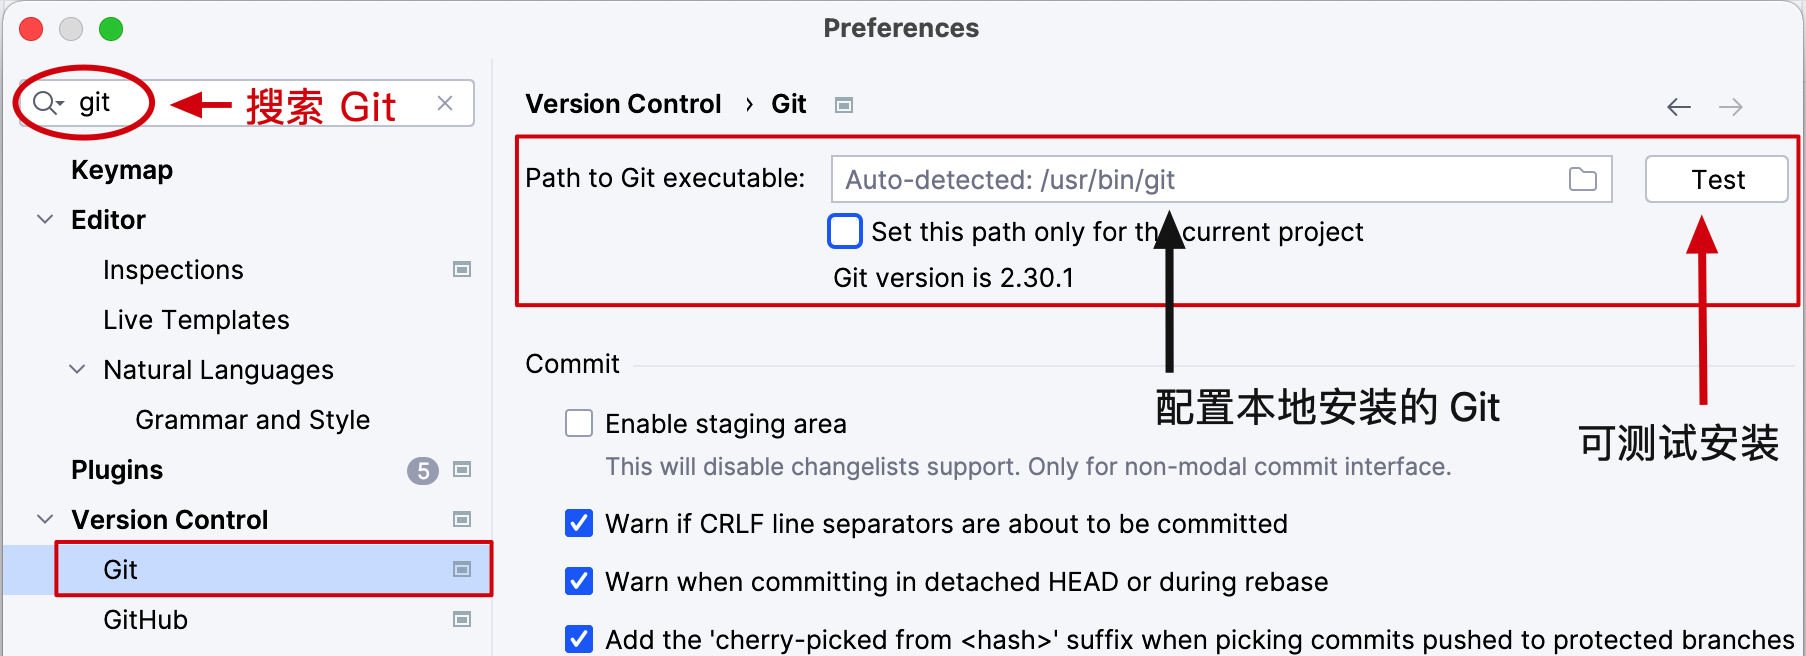 Preferences
git
搜索 Git
Keymap
Editor
Inspections
Live Templates
Natural Languages
Grammar and Style
Plugins 5
Version Control
Git
GitHub
Version Control › Git
Path to Git executable: Auto-detected: /usr/bin/git Test
Set this path only for the current project
Git version is 2.30.1
配置本地安装的 Git
可测试安装
Commit
Enable staging area
This will disable changelists support. Only for non-modal commit interface.
Warn if CRLF line separators are about to be committed
Warn when committing in detached HEAD or during rebase
Add the 'cherry-picked from <hash>' suffix when picking commits pushed to protected branches